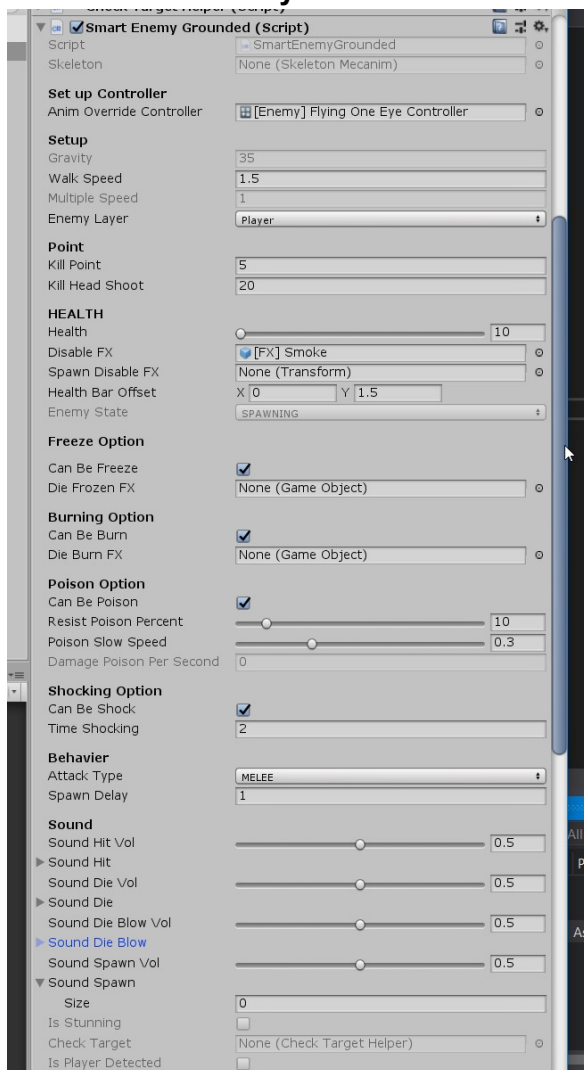 Smart Enemy Grounded (Script)
Script SmartEnemyGrounded
Skeleton None (Skeleton Mecanim)
Set up Controller
Anim Override Controller [Enemy] Flying One Eye Controller
Setup
Gravity 35
Walk Speed 1.5
Multiple Speed 1
Enemy Layer Player
Point
Kill Point 5
Kill Head Shoot 20
HEALTH
Health 10
Disable FX [FX] Smoke
Spawn Disable FX None (Transform)
Health Bar Offset X 0 Y 1.5
Enemy State SPAWNING
Freeze Option
Can Be Freeze
Die Frozen FX None (Game Object)
Burning Option
Can Be Burn
Die Burn FX None (Game Object)
Poison Option
Can Be Poison
Resist Poison Percent 10
Poison Slow Speed 0.3
Damage Poison Per Second 0
Shocking Option
Can Be Shock
Time Shocking 2
Behavier
Attack Type MELEE
Spawn Delay 1
Sound
Sound Hit Vol 0.5
Sound Hit
Sound Die Vol 0.5
Sound Die
Sound Die Blow Vol 0.5
Sound Die Blow
Sound Spawn Vol 0.5
Sound Spawn
Size 0
Is Stunning
Check Target None (Check Target Helper)
Is Player Detected